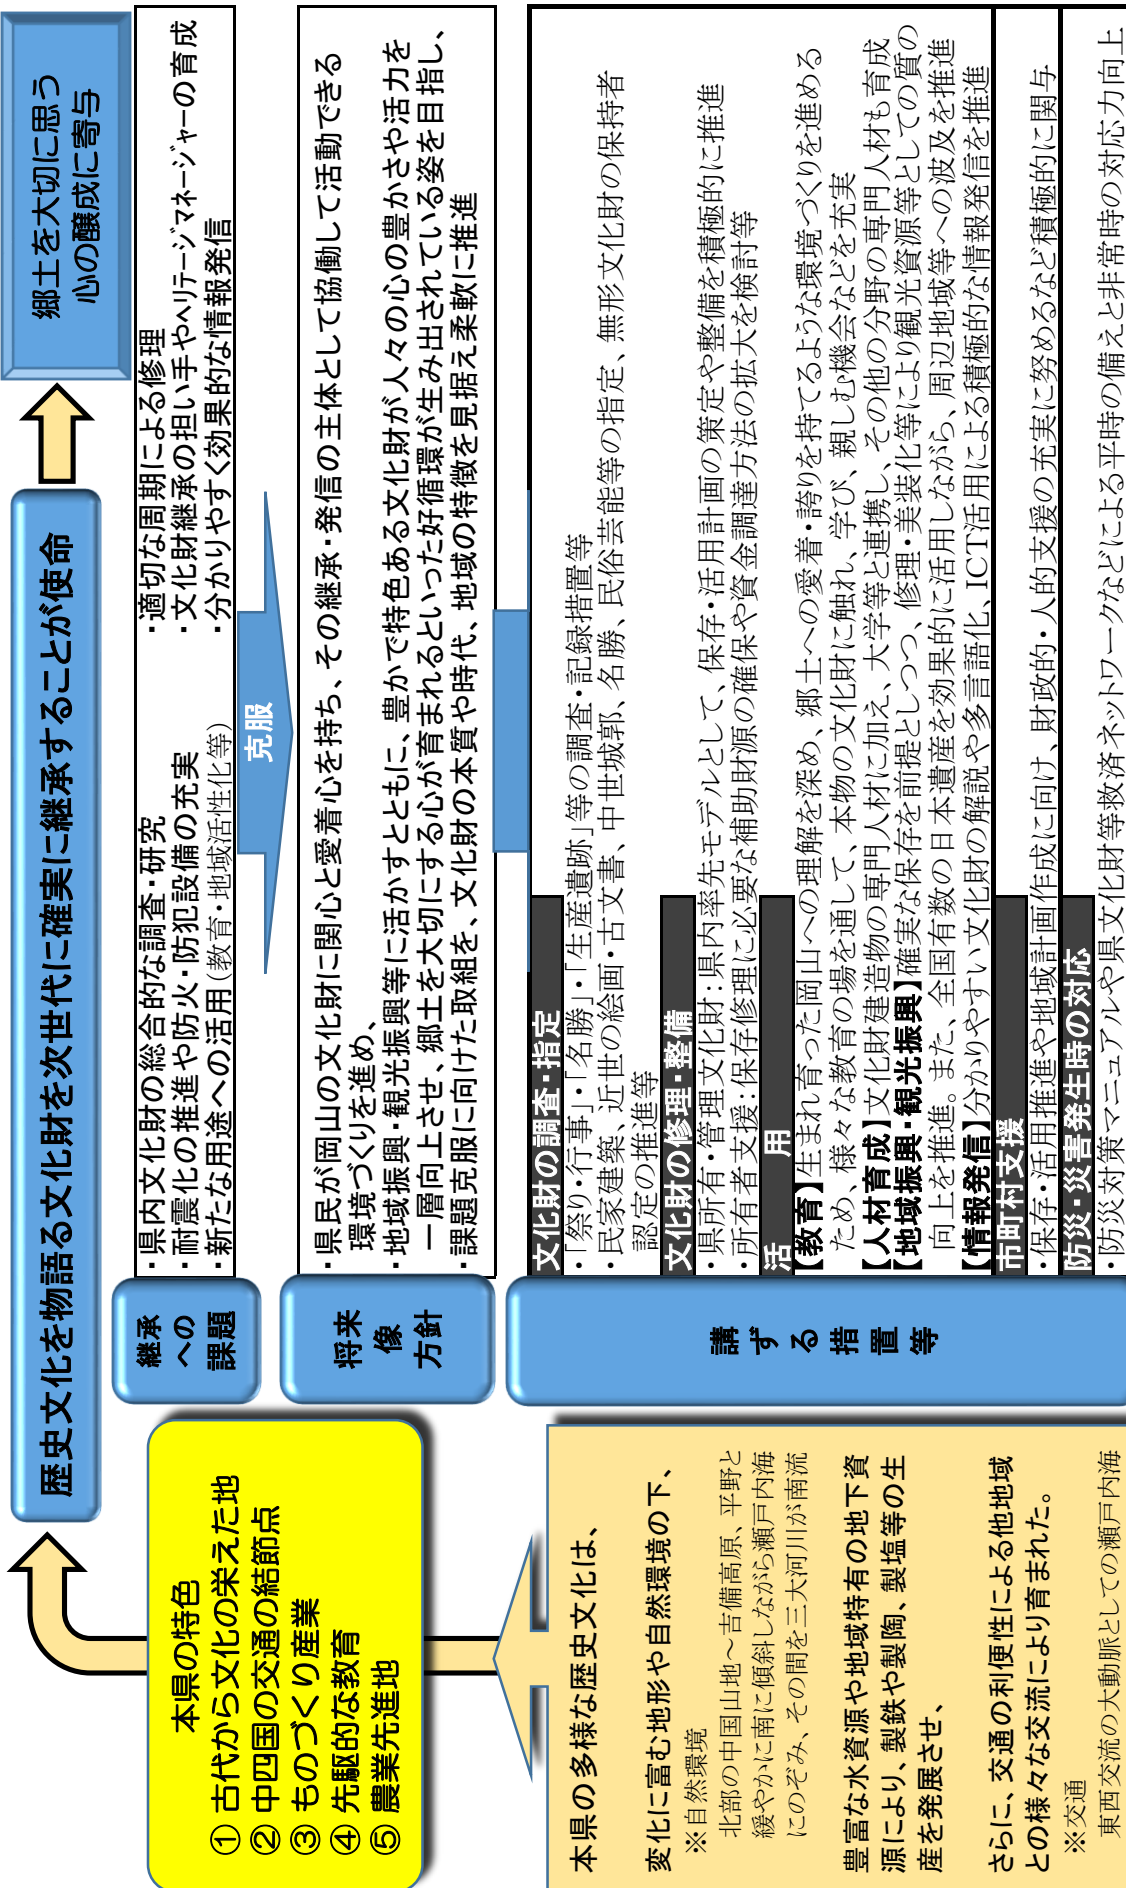 歴史文化を物語る文化財を次世代に確実に継承することが使命
郷土を大切に思う
心の醸成に寄与
本県の特色
① 古代から文化の栄えた地
② 中四国の交通の結節点
③ ものづくり産業
④ 先駆的な教育
⑤ 農業先進地
本県の多様な歴史文化は、
変化に富む地形や自然環境の下、
※自然環境
北部の中国山地～吉備高原、平野と
緩やかに南に傾斜しながら瀬戸内海
にのぞみ、その間を三大河川が南流
豊富な水資源や地域特有の地下資
源により、製鉄や製陶、製塩等の生
産を発展させ、
さらに、交通の利便性による他地域
との様々な交流により育まれた。
※交通
東西交流の大動脈としての瀬戸内海
継承
への
課題
・県内文化財の総合的な調査・研究
・耐震化の推進や防火・防犯設備の充実
・新たな用途への活用(教育・地域活性化等)
・適切な周期による修理
・文化財継承の担い手やヘリテージマネージャーの育成
・分かりやすく効果的な情報発信
克服
将来
像
方針
・県民が岡山の文化財に関心と愛着心を持ち、その継承・発信の主体として協働して活動できる
環境づくりを進め、
・地域振興・観光振興等に活かすとともに、豊かで特色ある文化財が人々の心の豊かさや活力を
一層向上させ、郷土を大切にする心が育まれるといった好循環が生み出されている姿を目指し、
・課題克服に向けた取組を、文化財の本質や時代、地域の特徴を見据え柔軟に推進
講
ず
る
措
置
等
文化財の調査・指定
・「祭り・行事」・「名勝」・「生産遺跡」等の調査・記録措置等
・民家建築、近世の絵画・古文書、中世城郭、名勝、民俗芸能等の指定、無形文化財の保持者
認定の推進等
文化財の修理・整備
・県所有・管理文化財：県内率先モデルとして、保存・活用計画の策定や整備を積極的に推進
・所有者支援：保存修理に必要な補助財源の確保や資金調達方法の拡大を検討等
活　用
【教育】生まれ育った岡山への理解を深め、郷土への愛着・誇りを持てるような環境づくりを進める
ため、様々な教育の場を通して、本物の文化財に触れ、学び、親しむ機会などを充実
【人材育成】文化財建造物の専門人材に加え、大学等と連携し、その他の分野の専門人材も育成
【地域振興・観光振興】確実な保存を前提としつつ、修理・美装化等により観光資源等としての質の
向上を推進。また、全国有数の日本遺産を効果的に活用しながら、周辺地域等への波及を推進
【情報発信】分かりやすい文化財の解説や多言語化、ICT活用による積極的な情報発信を推進
市町村支援
・保存・活用推進や地域計画作成に向け、財政的・人的支援の充実に努めるなど積極的に関与
防災・災害発生時の対応
・防災対策マニュアルや県文化財等救済ネットワークなどによる平時の備えと非常時の対応力向上